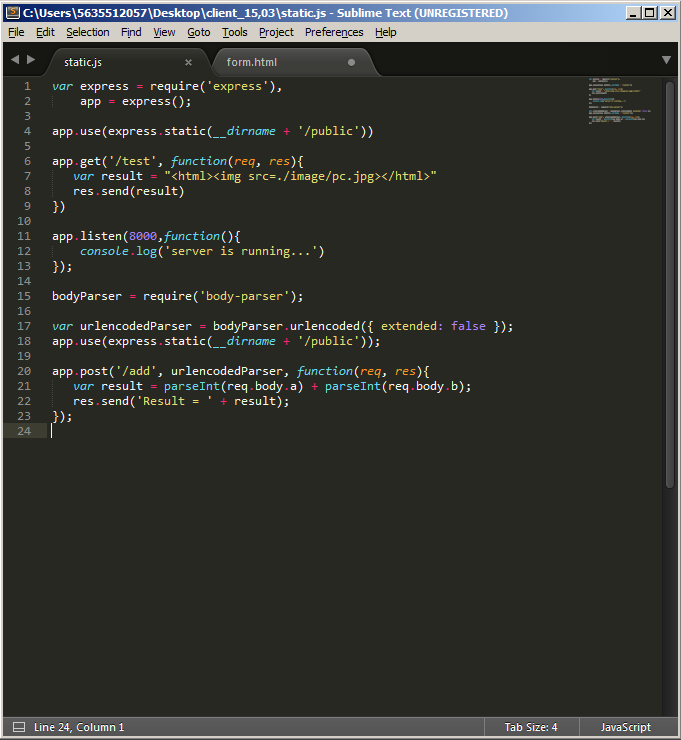 C:\Users\5635512057\Desktop\client_15,03\static.js - Sublime Text (UNREGISTERED)
File Edit Selection Find View Goto Tools Project Preferences Help
static.js × form.html
1 var express = require('express'),
2     app = express();
3
4 app.use(express.static(__dirname + '/public'))
5
6 app.get('/test', function(req, res){
7    var result = "<html><img src=./image/pc.jpg></html>"
8    res.send(result)
9 })
10
11 app.listen(8000,function(){
12     console.log('server is running...')
13 });
14
15 bodyParser = require('body-parser');
16
17 var urlencodedParser = bodyParser.urlencoded({ extended: false });
18 app.use(express.static(__dirname + '/public'));
19
20 app.post('/add', urlencodedParser, function(req, res){
21    var result = parseInt(req.body.a) + parseInt(req.body.b);
22    res.send('Result = ' + result);
23 });
24
Line 24, Column 1 Tab Size: 4 JavaScript